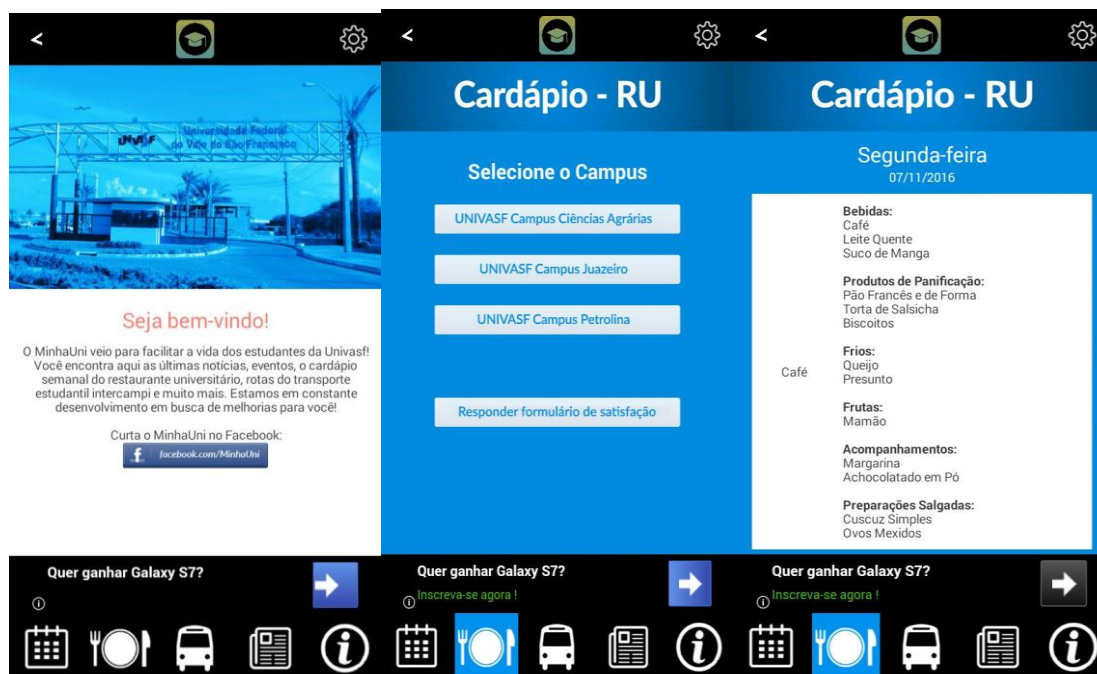 <
UNIVASF
Universidade Federal
do Vale do São Francisco
Seja bem-vindo!
O MinhaUni veio para facilitar a vida dos estudantes da Univasf!
Você encontra aqui as últimas notícias, eventos, o cardápio
semanal do restaurante universitário, rotas do transporte
estudantil intercampi e muito mais. Estamos em constante
desenvolvimento em busca de melhorias para você!
Curta o MinhaUni no Facebook:
f facebook.com/MinhaUni
Quer ganhar Galaxy S7?
<
Cardápio - RU
Selecione o Campus
UNIVASF Campus Ciências Agrárias
UNIVASF Campus Juazeiro
UNIVASF Campus Petrolina
Responder formulário de satisfação
Quer ganhar Galaxy S7?
Inscreva-se agora !
<
Cardápio - RU
Segunda-feira
07/11/2016
Café
Bebidas:
Café
Leite Quente
Suco de Manga
Produtos de Panificação:
Pão Francês e de Forma
Torta de Salsicha
Biscoitos
Frios:
Queijo
Presunto
Frutas:
Mamão
Acompanhamentos:
Margarina
Achocolatado em Pó
Preparações Salgadas:
Cuscuz Simples
Ovos Mexidos
Quer ganhar Galaxy S7?
Inscreva-se agora !